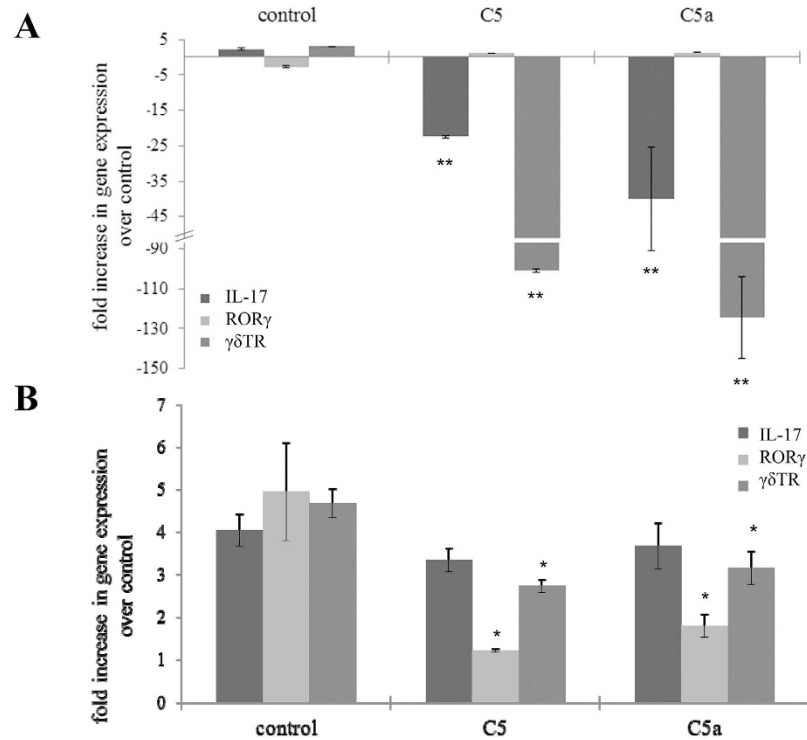 A
control C5 C5a
fold increase in gene expression
over control
5
-5
-15
-25
-35
-45
-90
-110
-130
-150
** ** ** **
IL-17
RORγ
γδTR
B
fold increase in gene expression
over control
7
6
5
4
3
2
1
0
IL-17
RORγ
γδTR
* * * *
control C5 C5a